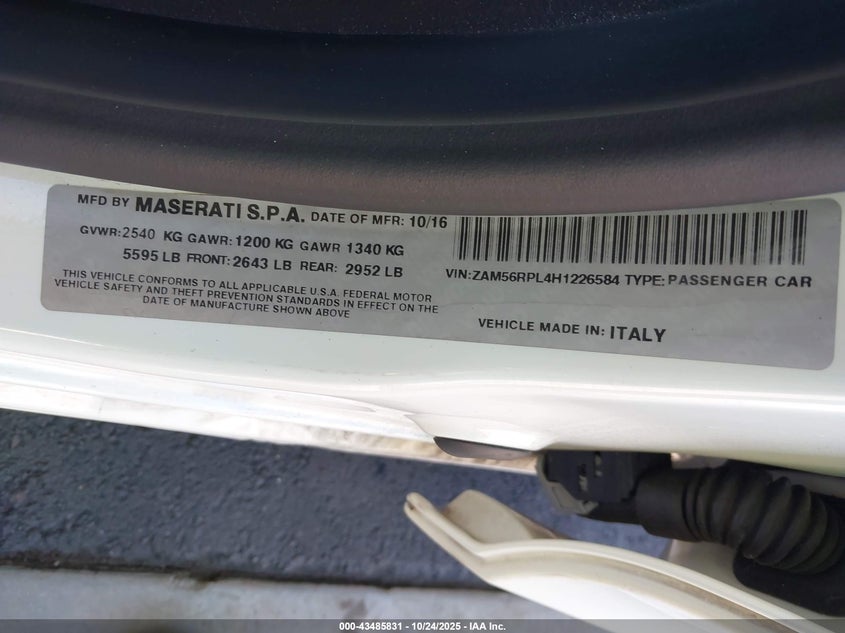 MFD BY MASERATI S.P.A. DATE OF MFR: 10/16
GVWR:2540 KG GAWR:1200 KG GAWR 1340 KG
5595 LB FRONT:2643 LB REAR: 2952 LB
THIS VEHICLE CONFORMS TO ALL APPLICABLE U.S.A. FEDERAL MOTOR
VEHICLE SAFETY AND THEFT PREVENTION STANDARDS IN EFFECT ON THE
DATE OF MANUFACTURE SHOWN ABOVE
VIN:ZAM56RPL4H1226584 TYPE:PASSENGER CAR
VEHICLE MADE IN: ITALY
000-43485831 - 10/24/2025 - IAA Inc.